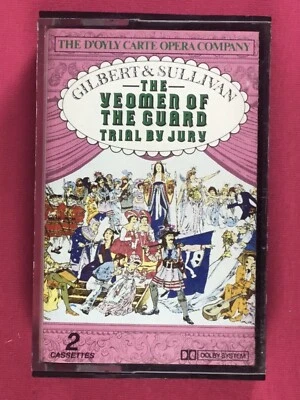 THE D'OYLY CARTE OPERA COMPANY
GILBERT & SULLIVAN
THE
YEOMEN OF
THE GUARD
TRIAL BY JURY
2
CASSETTES
DOLBY SYSTEM